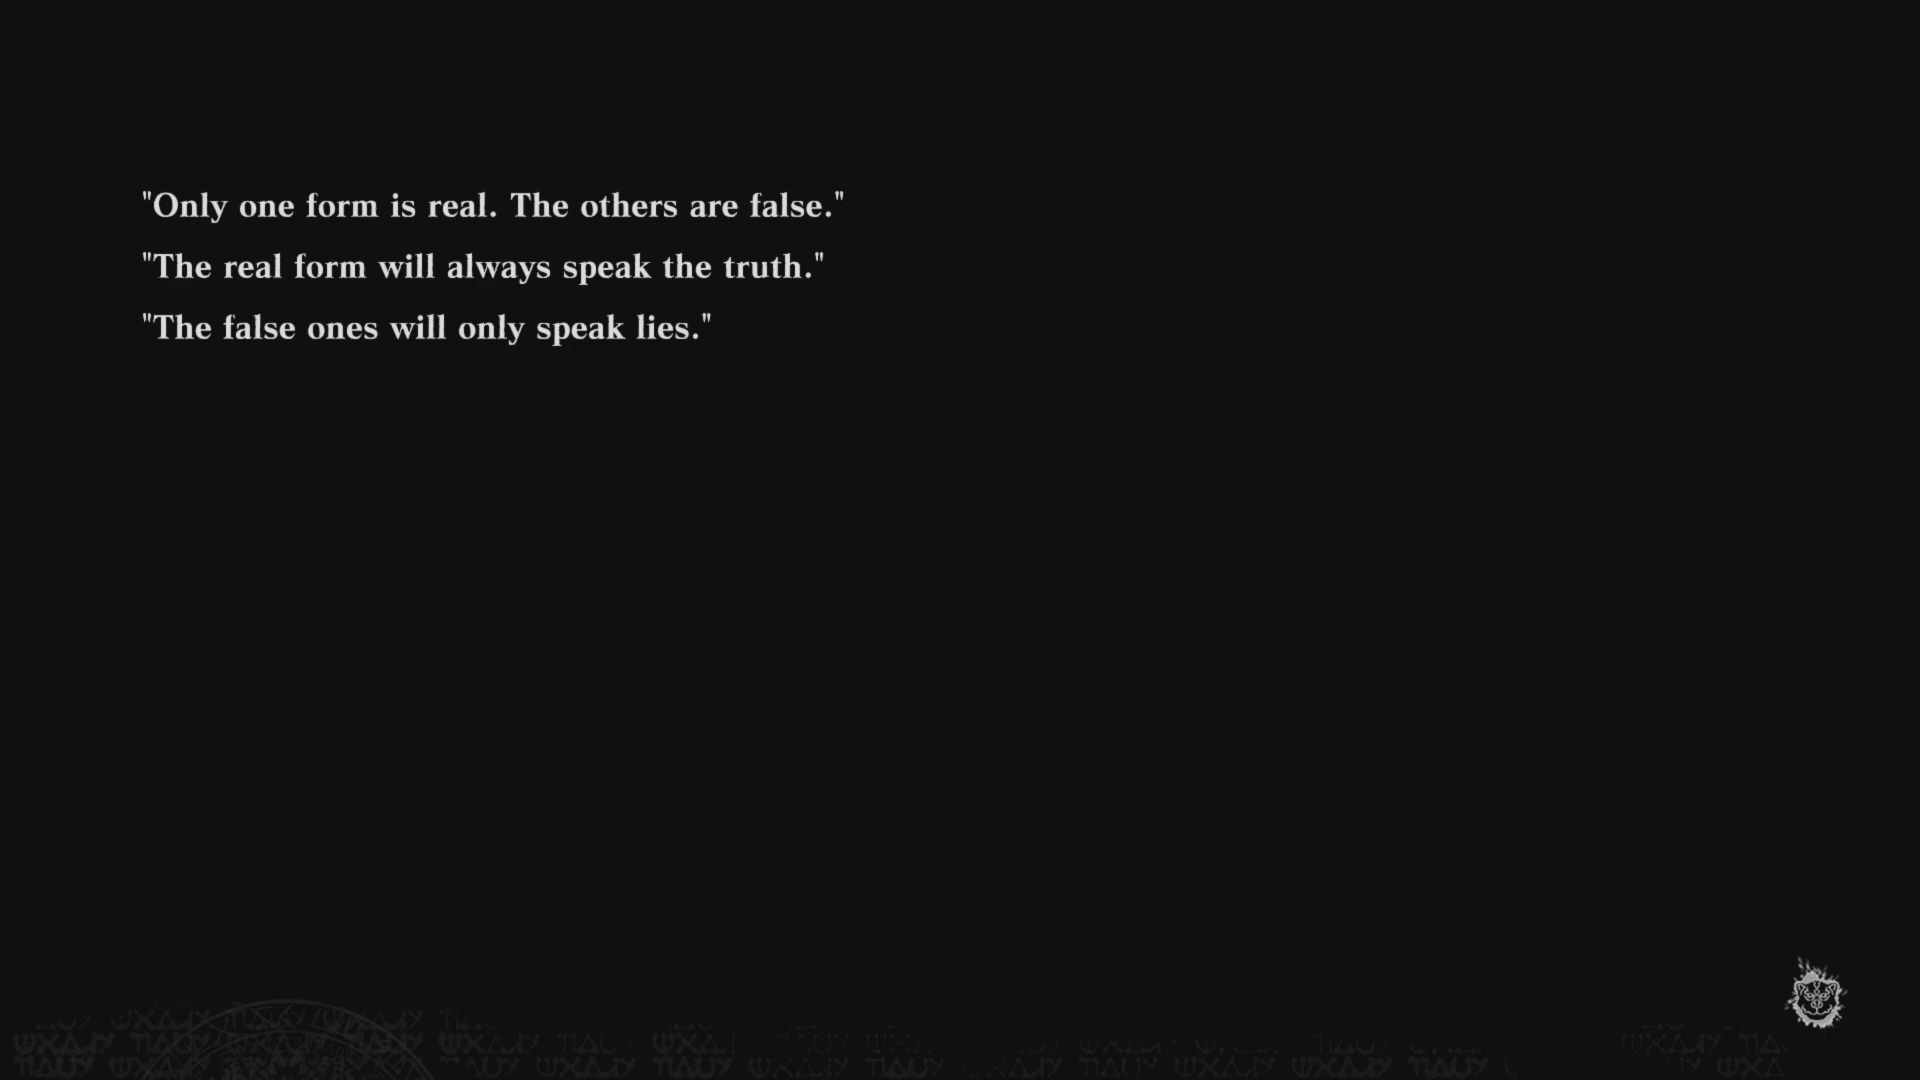 "Only one form is real. The others are false."
"The real form will always speak the truth."
"The false ones will only speak lies."